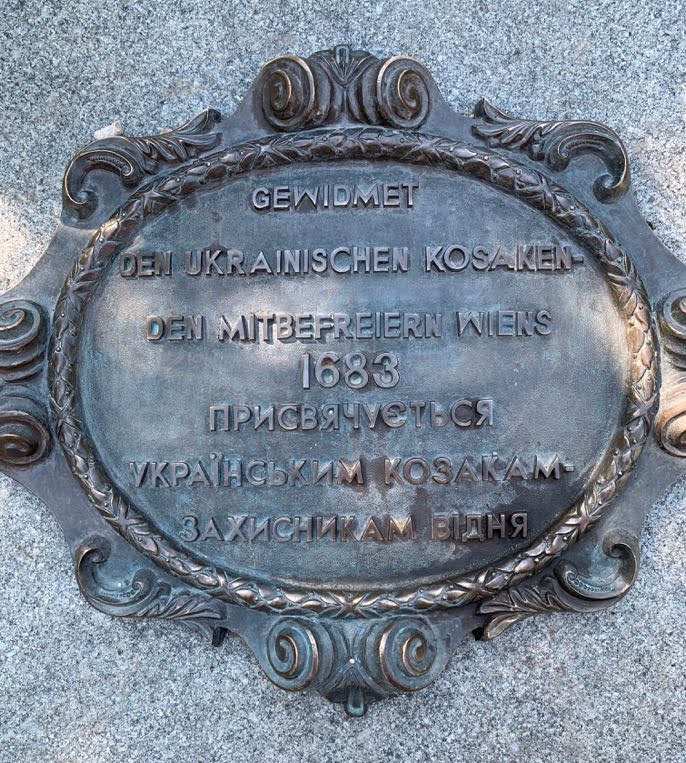 GEWIDMET
DEN UKRAINISCHEN KOSAKEN-
DEN MITBEFREIERN WIENS
1683
ПРИСВЯЧУЄТЬСЯ
УКРАЇНСЬКИМ КОЗАКАМ-
ЗАХИСНИКАМ ВІДНЯ